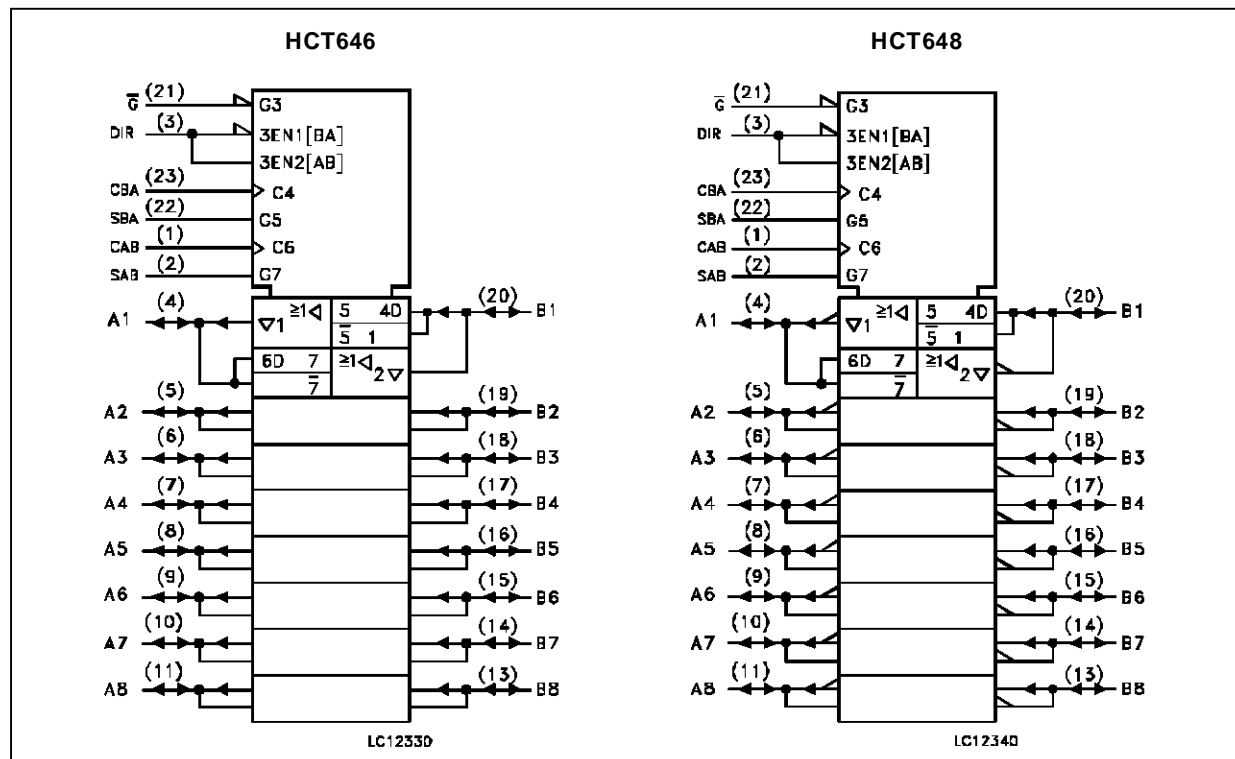 HCT646
G̅ (21) G3
DIR (3) 3EN1[BA]
3EN2[AB]
CBA (23) C4
SBA (22) G5
CAB (1) C6
SAB (2) G7
A1 (4) ▽1 ≥1◁ 5 4D (20) B1
5̅ 1
6D 7 ≥1◁ 2▽
7̅
A2 (5) (19) B2
A3 (6) (18) B3
A4 (7) (17) B4
A5 (8) (16) B5
A6 (9) (15) B6
A7 (10) (14) B7
A8 (11) (13) B8
LC12330
HCT648
G̅ (21) G3
DIR (3) 3EN1[BA]
3EN2[AB]
CBA (23) C4
SBA (22) G5
CAB (1) C6
SAB (2) G7
A1 (4) ▽1 ≥1◁ 5 4D (20) B1
5̅ 1
6D 7 ≥1◁ 2▽
7̅
A2 (5) (19) B2
A3 (6) (18) B3
A4 (7) (17) B4
A5 (8) (16) B5
A6 (9) (15) B6
A7 (10) (14) B7
A8 (11) (13) B8
LC12340